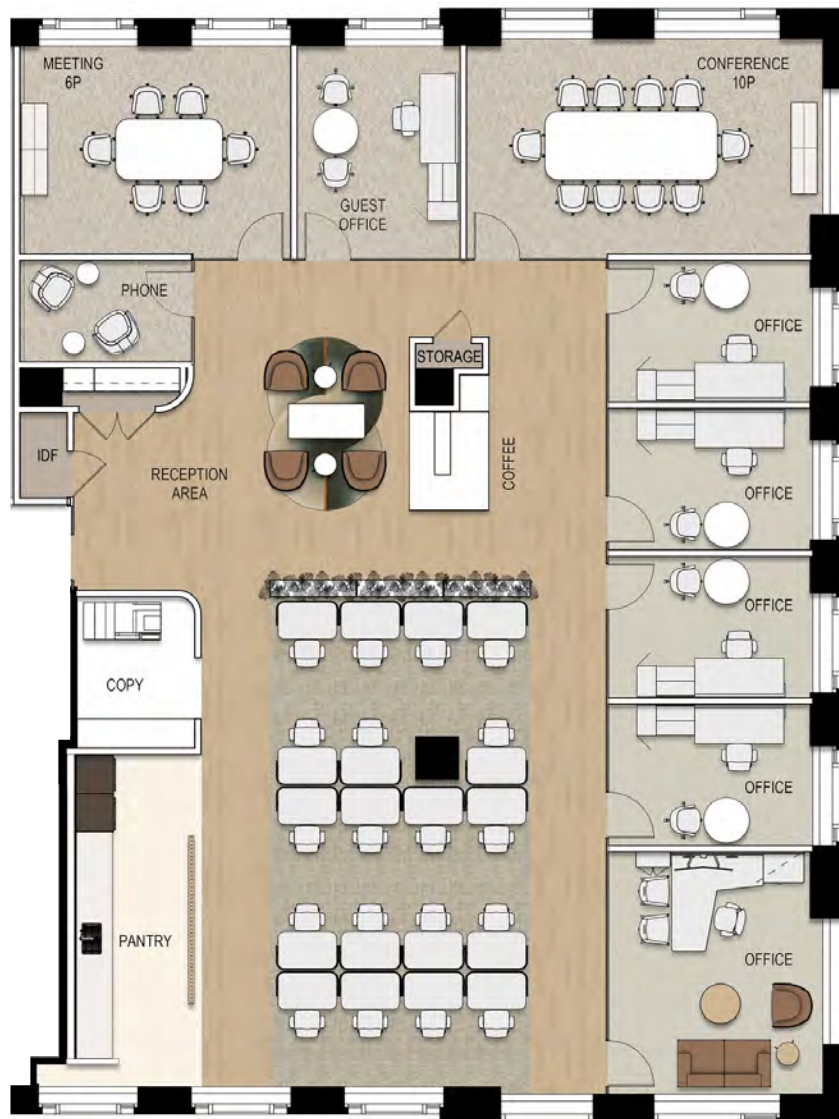 MEETING
6P
CONFERENCE
10P
GUEST
OFFICE
PHONE
OFFICE
STORAGE
IDF
RECEPTION
AREA
COFFEE
OFFICE
OFFICE
COPY
OFFICE
PANTRY
OFFICE